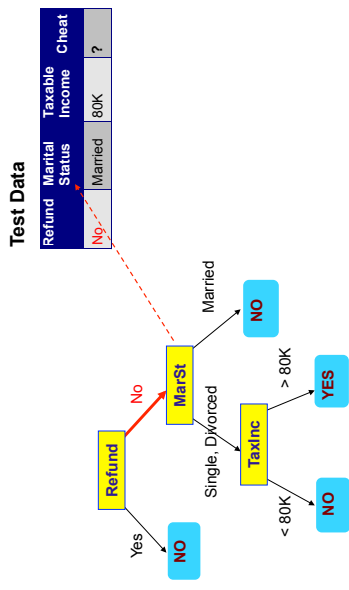 Test Data
Refund Marital Status Taxable Income Cheat
No Married 80K ?
Refund
Yes
No
NO
MarSt
Single, Divorced
Married
TaxInc
NO
< 80K
> 80K
NO
YES